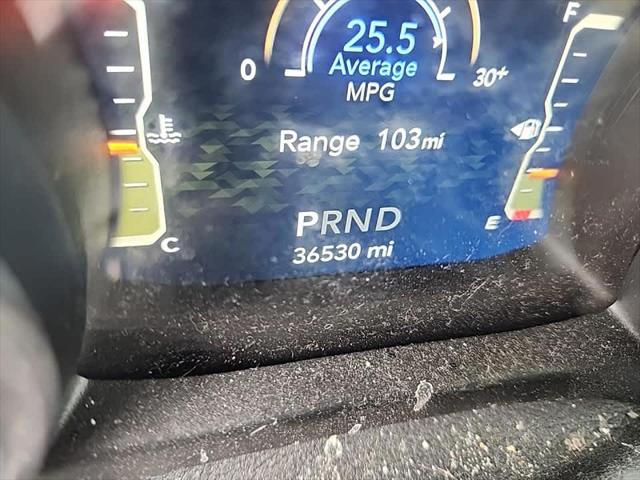 F
25.5
Average
MPG
0
30+
Range 103mi
PRND
E
C
36530 mi